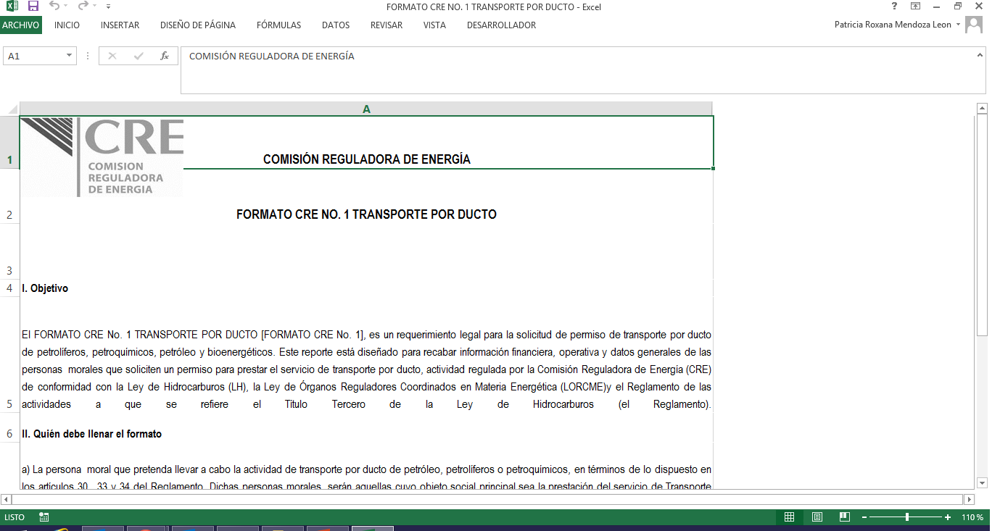 FORMATO CRE NO. 1 TRANSPORTE POR DUCTO - Excel
?
ARCHIVO INICIO INSERTAR DISEÑO DE PÁGINA FÓRMULAS DATOS REVISAR VISTA DESARROLLADOR Patricia Roxana Mendoza Leon
A1 fx COMISIÓN REGULADORA DE ENERGÍA
A
CRE
COMISION
REGULADORA
DE ENERGIA
1 COMISIÓN REGULADORA DE ENERGÍA
2 FORMATO CRE NO. 1 TRANSPORTE POR DUCTO
3
4 I. Objetivo
El FORMATO CRE No. 1 TRANSPORTE POR DUCTO [FORMATO CRE No. 1], es un requerimiento legal para la solicitud de permiso de transporte por ducto
de petrolíferos, petroquímicos, petróleo y bioenergéticos. Este reporte está diseñado para recabar información financiera, operativa y datos generales de las
personas morales que soliciten un permiso para prestar el servicio de transporte por ducto, actividad regulada por la Comisión Reguladora de Energía (CRE)
de conformidad con la Ley de Hidrocarburos (LH), la Ley de Órganos Reguladores Coordinados en Materia Energética (LORCME)y el Reglamento de las
5 actividades a que se refiere el Título Tercero de la Ley de Hidrocarburos (el Reglamento).
6 II. Quién debe llenar el formato
a) La persona moral que pretenda llevar a cabo la actividad de transporte por ducto de petróleo, petrolíferos o petroquímicos, en términos de lo dispuesto en
los artículos 30, 33 y 34 del Reglamento. Dichas personas morales, serán aquellas cuyo objeto social principal sea la prestación del servicio de Transporte
LISTO 110 %